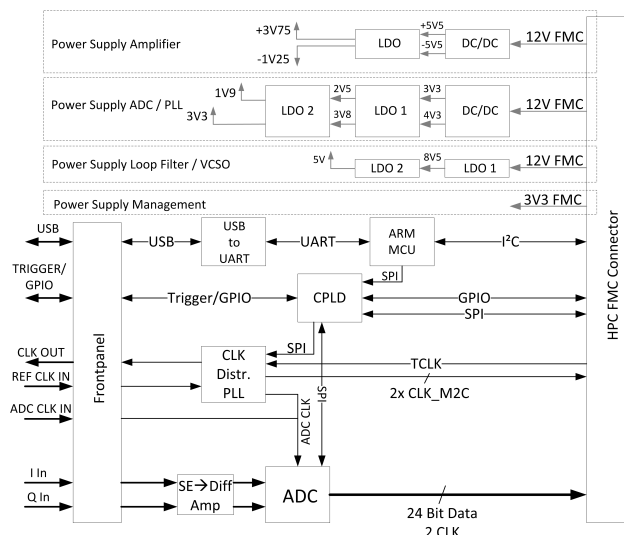 Power Supply Amplifier
+3V75
-1V25
LDO
+5V5
-5V5
DC/DC
12V FMC
Power Supply ADC / PLL
1V9
3V3
LDO 2
2V5
3V8
LDO 1
3V3
4V3
DC/DC
12V FMC
Power Supply Loop Filter / VCSO
5V
LDO 2
8V5
LDO 1
12V FMC
Power Supply Management
3V3 FMC
HPC FMC Connector
Frontpanel
USB
USB
USB
to
UART
UART
ARM
MCU
I²C
SPI
TRIGGER/
GPIO
Trigger/GPIO
CPLD
GPIO
SPI
CLK OUT
REF CLK IN
ADC CLK IN
SPI
CLK
Distr.
PLL
SPI
TCLK
2x CLK_M2C
ADC CLK
I In
Q In
SE→Diff
Amp
ADC
24 Bit Data
2 CLK